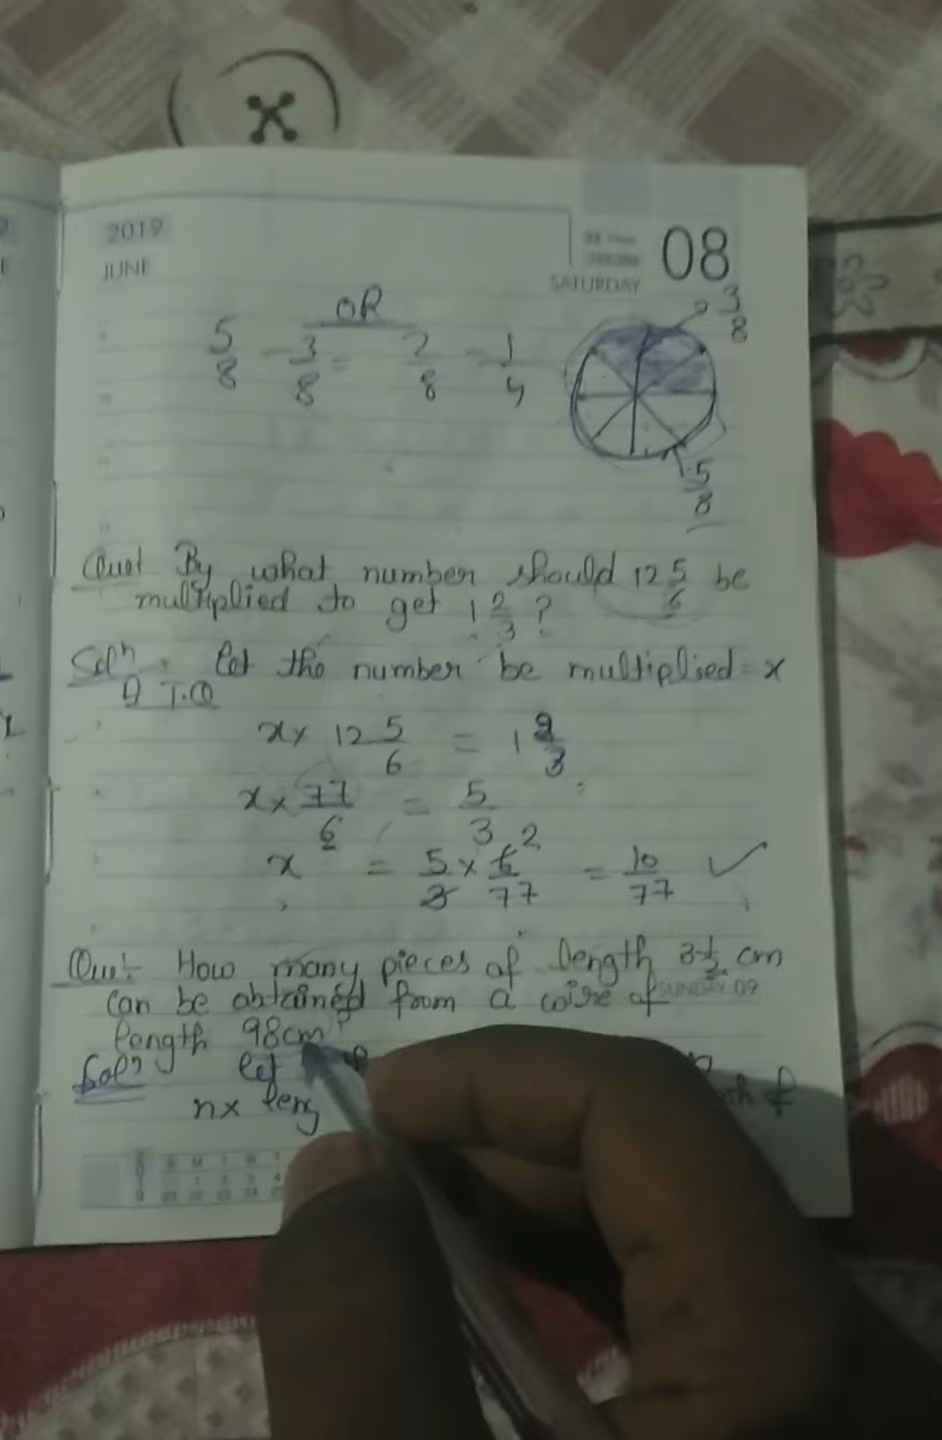 2019
JUNE
08
SATURDAY
OR
5/8 - 3/8 = 2/8 = 1/4
3/8
5/8
Ques By what number should 12 5/6 be
multiplied to get 1 2/3 ?
Solⁿ: let the number be multiplied = x
A T.Q
x × 12 5/6 = 1 2/3
x × 77/6 = 5/3
x = 5/3 × 6/77 2 = 10/77 ✓
Que:- How many pieces of length 3 1/2 cm
can be obtained from a wire of
SUNDAY 09
length 98cm?
Solⁿ let
n× leng